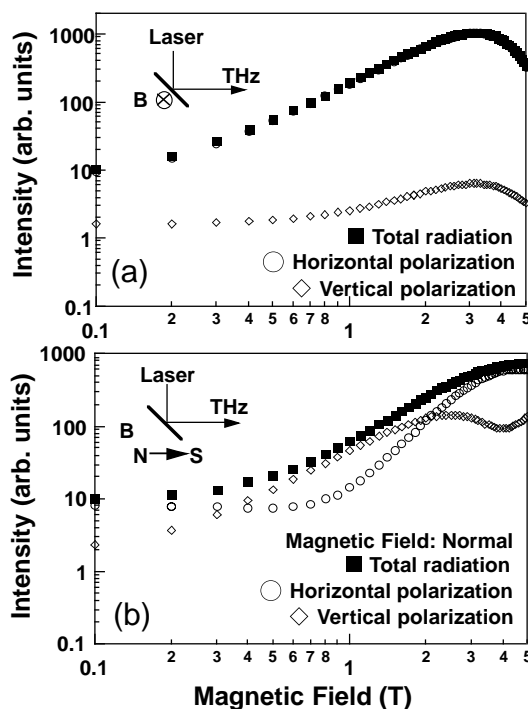 1000
100
10
1
0.1
Intensity (arb. units)
Laser
THz
B
(a)
Total radiation
Horizontal polarization
Vertical polarization
0.1 2 3 4 5 6 7 8 1 2 3 4 5
1000
100
10
1
0.1
Intensity (arb. units)
Laser
THz
B
N S
(b)
Magnetic Field: Normal
Total radiation
Horizontal polarization
Vertical polarization
0.1 2 3 4 5 6 7 8 1 2 3 4 5
Magnetic Field (T)